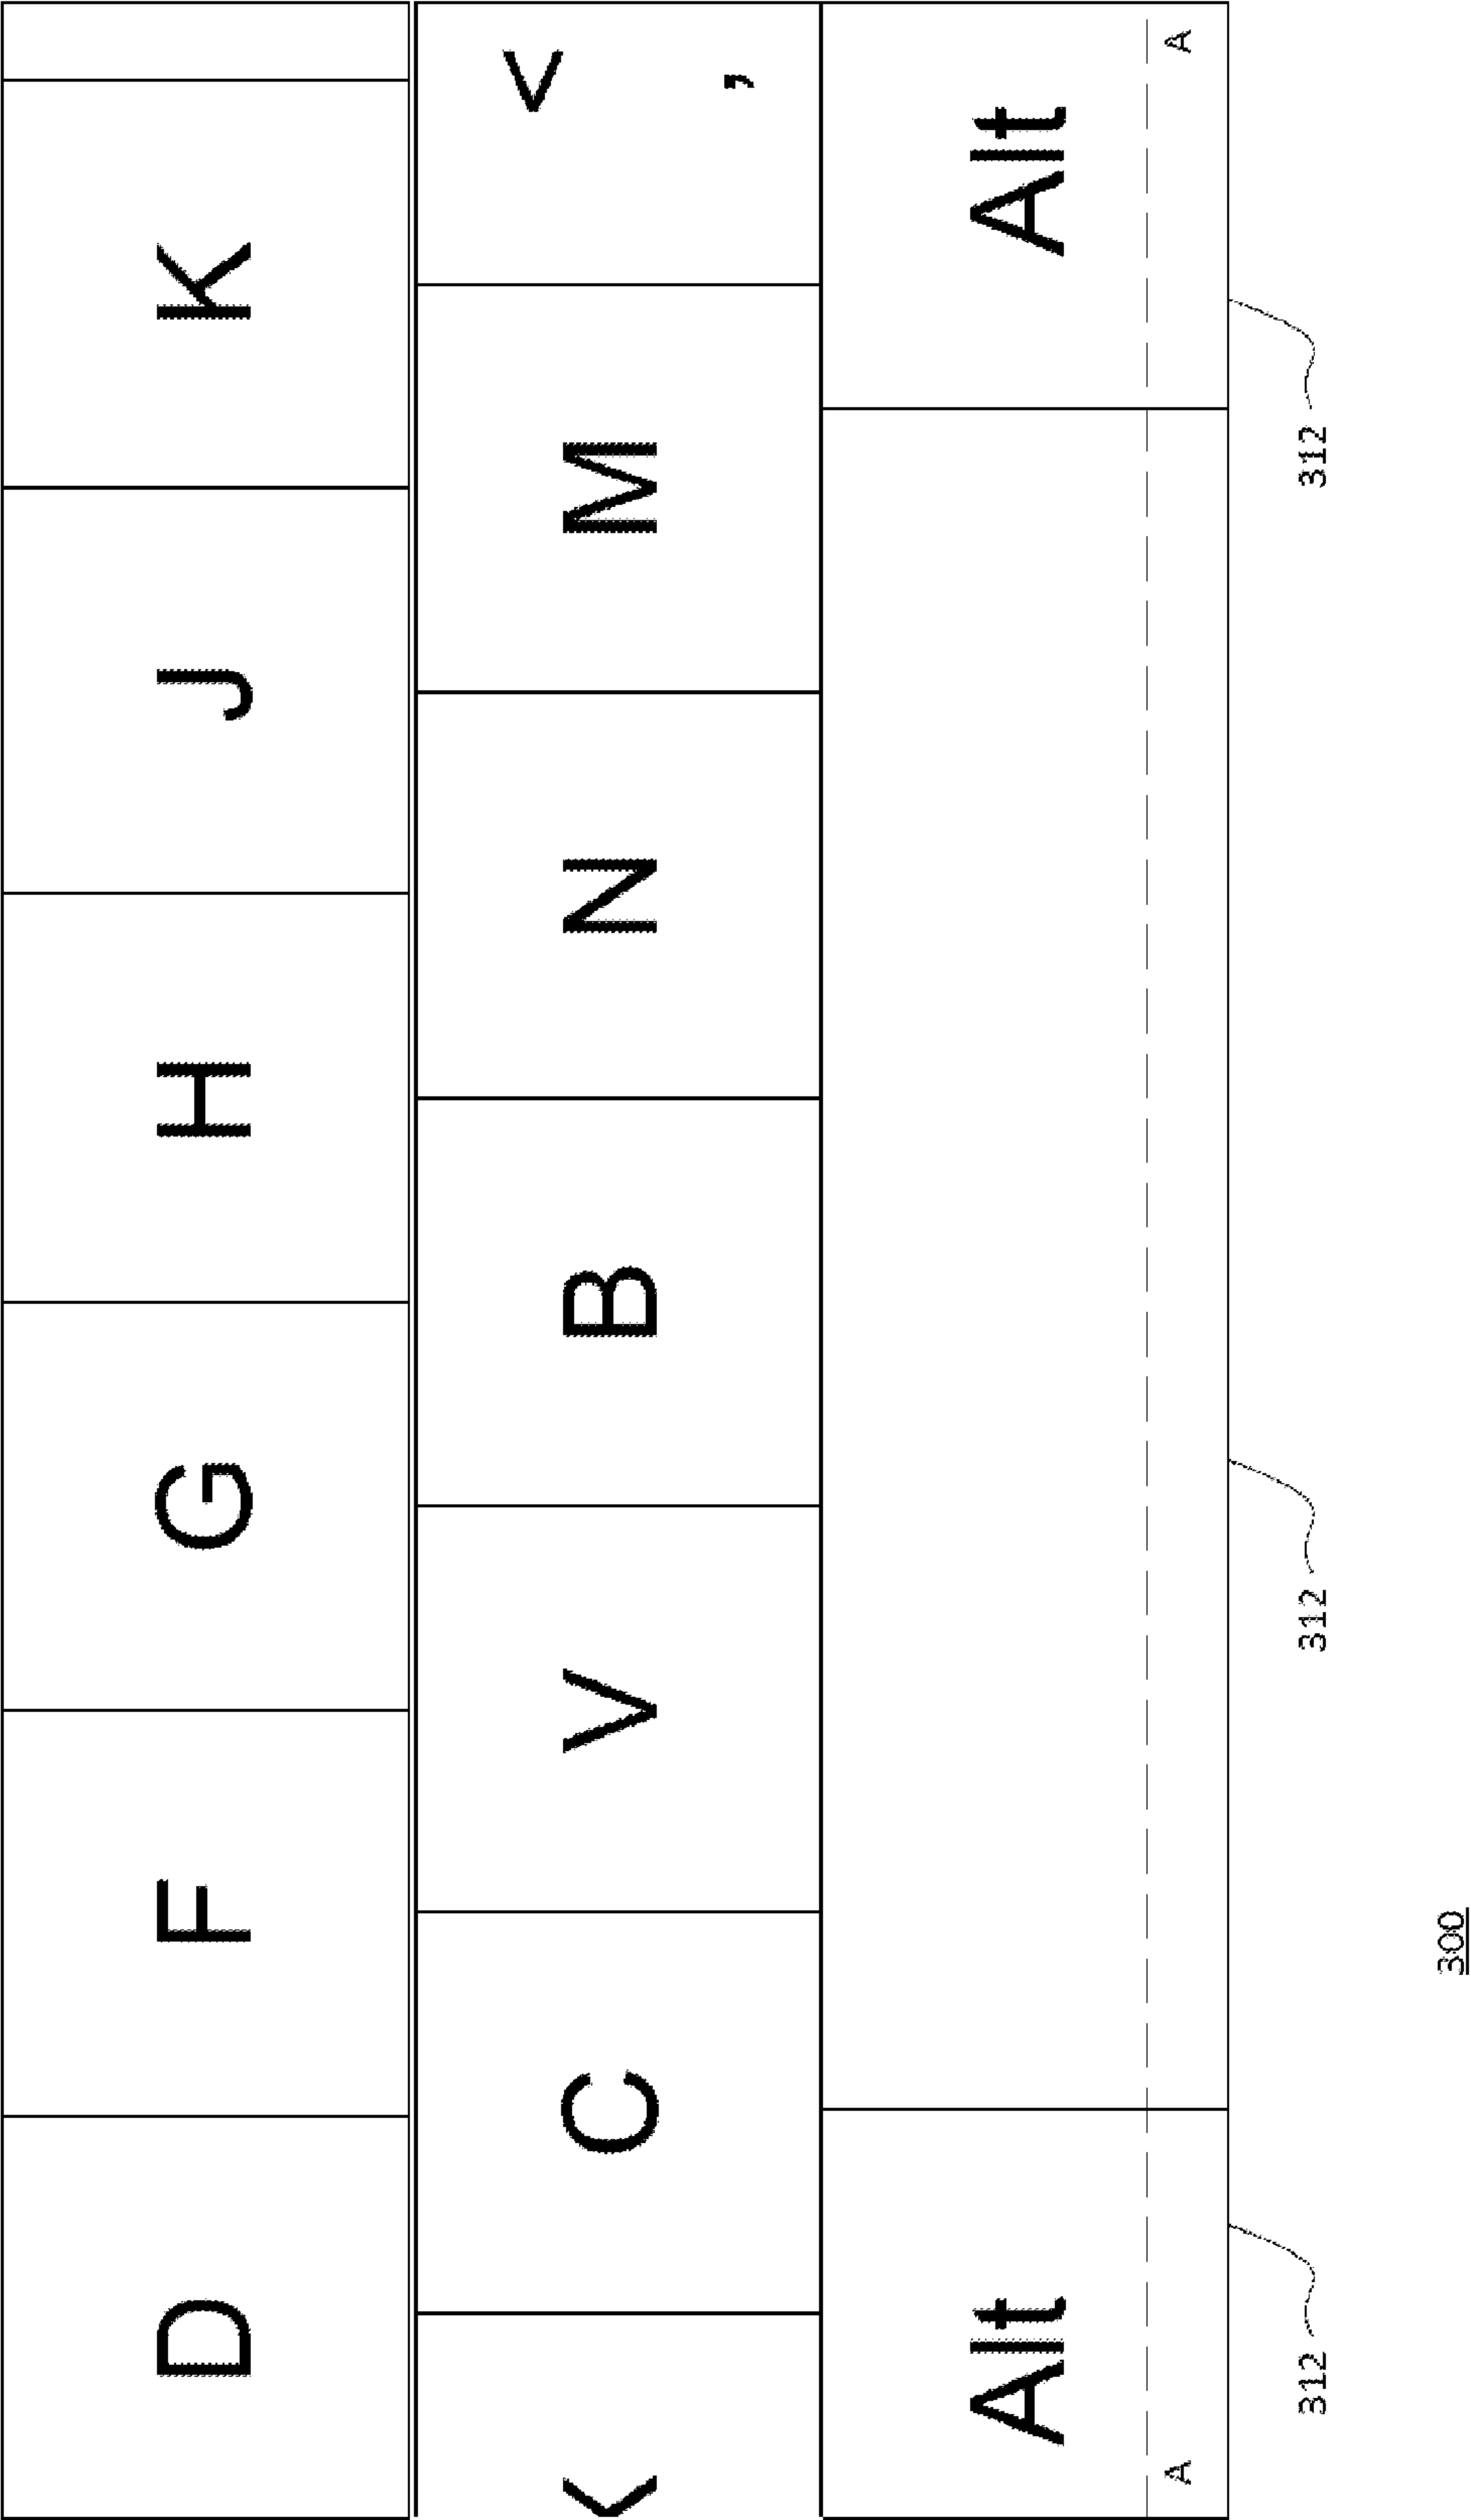 D F G H J K
<
C V B N M
,
Alt Alt
A A
312 312 312
300